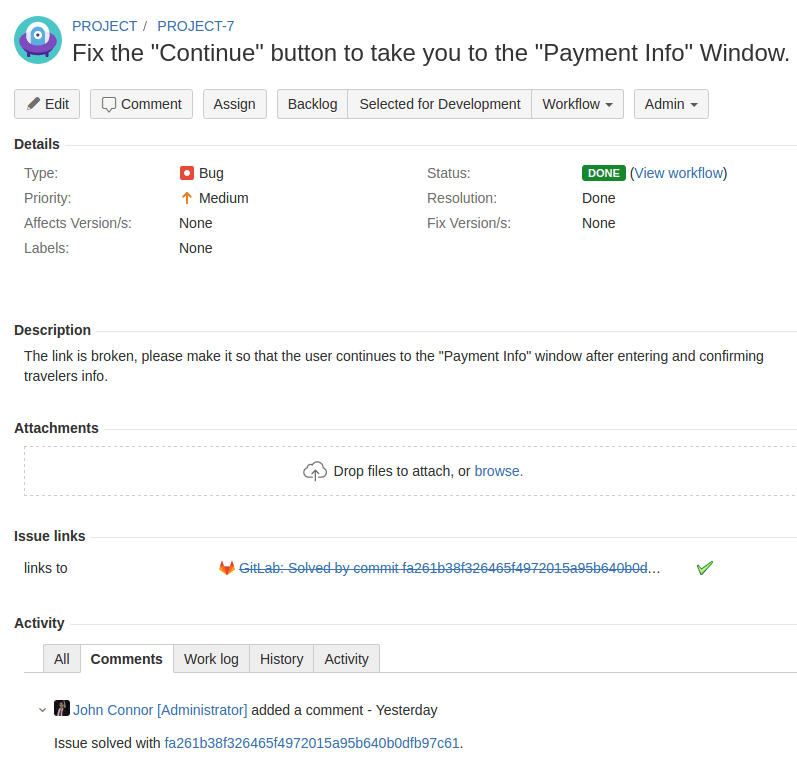 PROJECT / PROJECT-7
Fix the "Continue" button to take you to the "Payment Info" Window.
Edit Comment Assign Backlog Selected for Development Workflow Admin
Details
Type: Bug Status: DONE (View workflow)
Priority: Medium Resolution: Done
Affects Version/s: None Fix Version/s: None
Labels: None
Description
The link is broken, please make it so that the user continues to the "Payment Info" window after entering and confirming
travelers info.
Attachments
Drop files to attach, or browse.
Issue links
links to GitLab: Solved by commit fa261b38f326465f4972015a95b640b0d…
Activity
All Comments Work log History Activity
John Connor [Administrator] added a comment - Yesterday
Issue solved with fa261b38f326465f4972015a95b640b0dfb97c61.